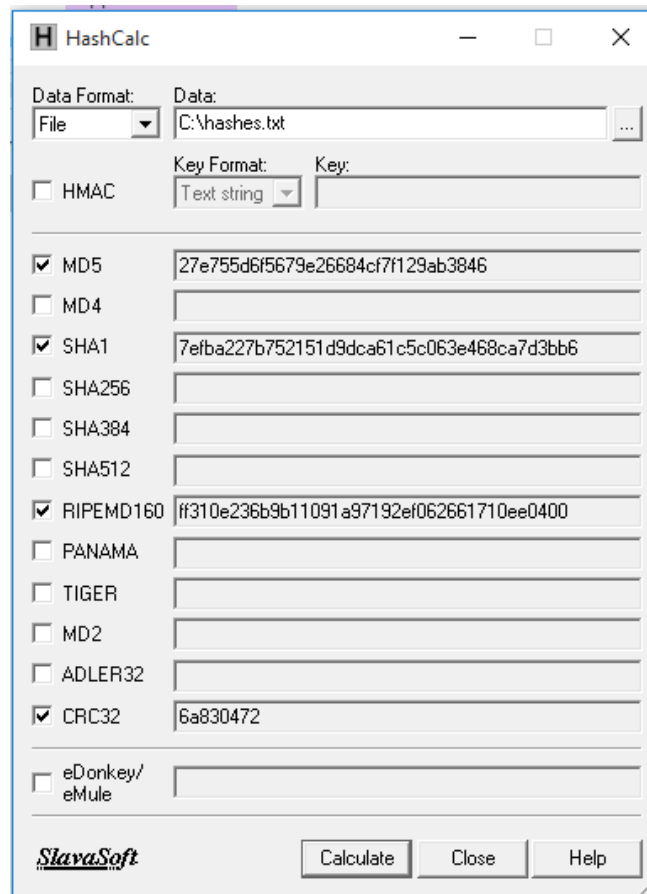 HashCalc
Data Format: Data:
File C:\hashes.txt ...
Key Format: Key:
HMAC Text string
MD5 27e755d6f5679e26684cf7f129ab3846
MD4
SHA1 7efba227b752151d9dca61c5c063e468ca7d3bb6
SHA256
SHA384
SHA512
RIPEMD160 ff310e236b9b11091a97192ef062661710ee0400
PANAMA
TIGER
MD2
ADLER32
CRC32 6a830472
eDonkey/
eMule
SlavaSoft Calculate Close Help